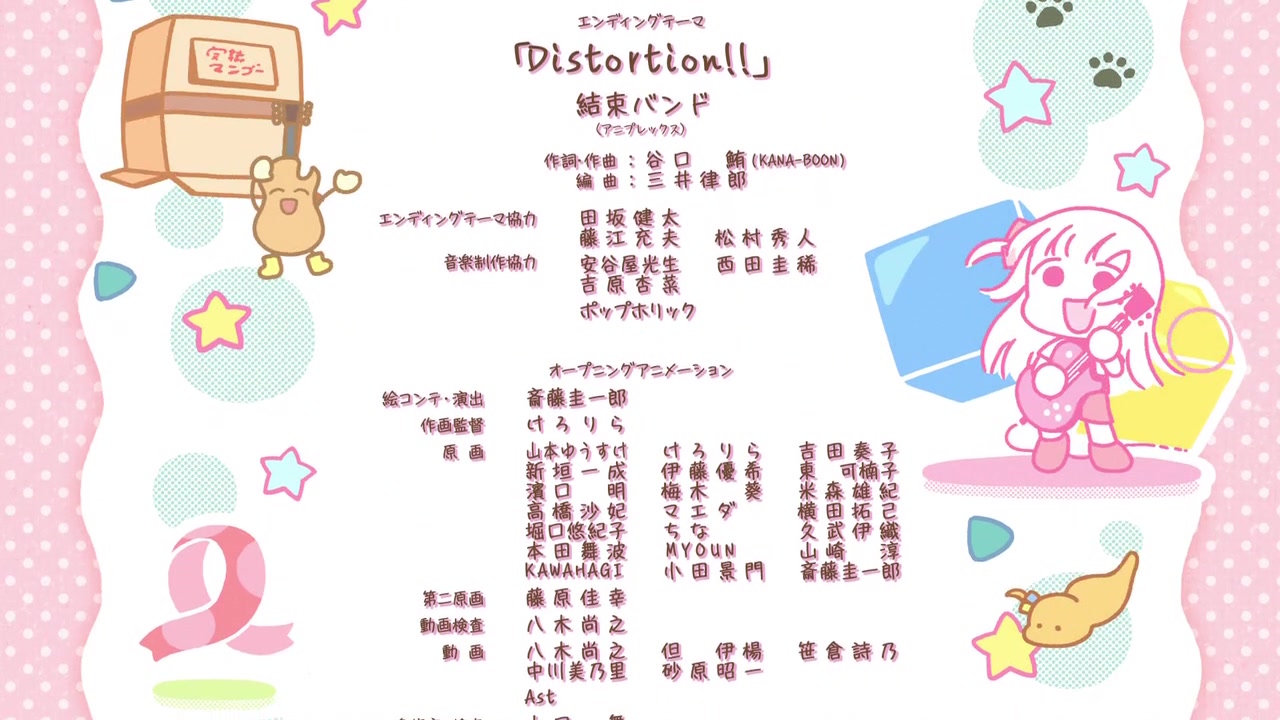 完熟
マンゴー
エンディングテーマ
「Distortion!!」
結束バンド
(アニプレックス)
作詞・作曲 : 谷口 鮪 (KANA-BOON)
編曲 : 三井律郎
エンディングテーマ協力 田坂健太
藤江充夫 松村秀人
音楽制作協力 安谷屋光生 西田圭稀
吉原杏菜
ポップホリック
オープニングアニメーション
絵コンテ・演出 斎藤圭一郎
作画監督 けろりら
原画 山本ゆうすけ けろりら 吉田奏子
新垣一成 伊藤優希 東 可楠子
濱口 明 梅木 葵 米森雄紀
高橋沙妃 マエダ 横田拓己
堀口悠紀子 ちな 久武伊織
本田舞波 MYOUN 山崎 淳
KAWAHAGI 小田景門 斎藤圭一郎
第二原画 藤原佳幸
動画検査 八木尚之
動画 八木尚之 但 伊楊 笹倉詩乃
中川美乃里 砂原昭一
Ast